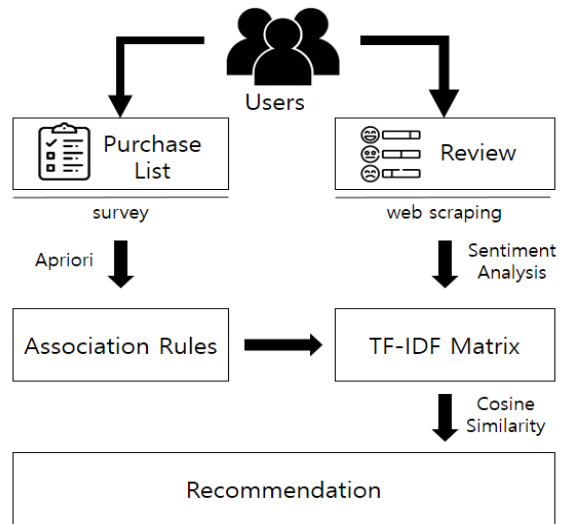 Users
Purchase
List
Review
survey
web scraping
Apriori
Sentiment
Analysis
Association Rules
TF-IDF Matrix
Cosine
Similarity
Recommendation